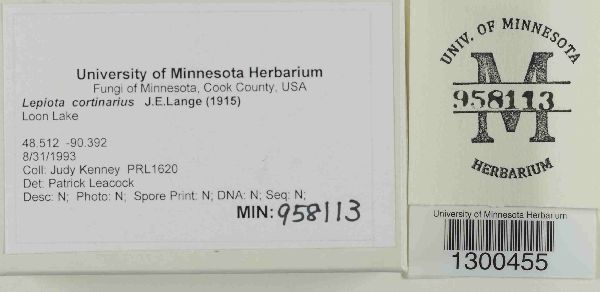 University of Minnesota Herbarium
Fungi of Minnesota, Cook County, USA
Lepiota cortinarius J.E.Lange (1915)
Loon Lake
48.512 -90.392
8/31/1993
Coll: Judy Kenney PRL1620
Det: Patrick Leacock
Desc: N; Photo: N; Spore Print: N; DNA: N; Seq: N;
MIN: 958113
UNIV. OF MINNESOTA
M
958113
HERBARIUM
University of Minnesota Herbarium
1300455